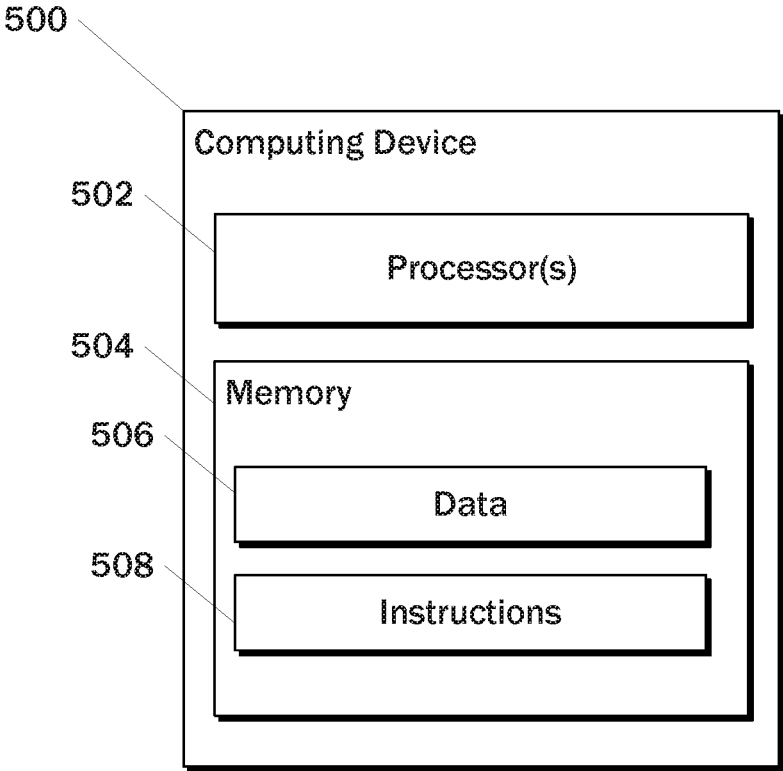 500
Computing Device
502
Processor(s)
504
Memory
506
Data
508
Instructions